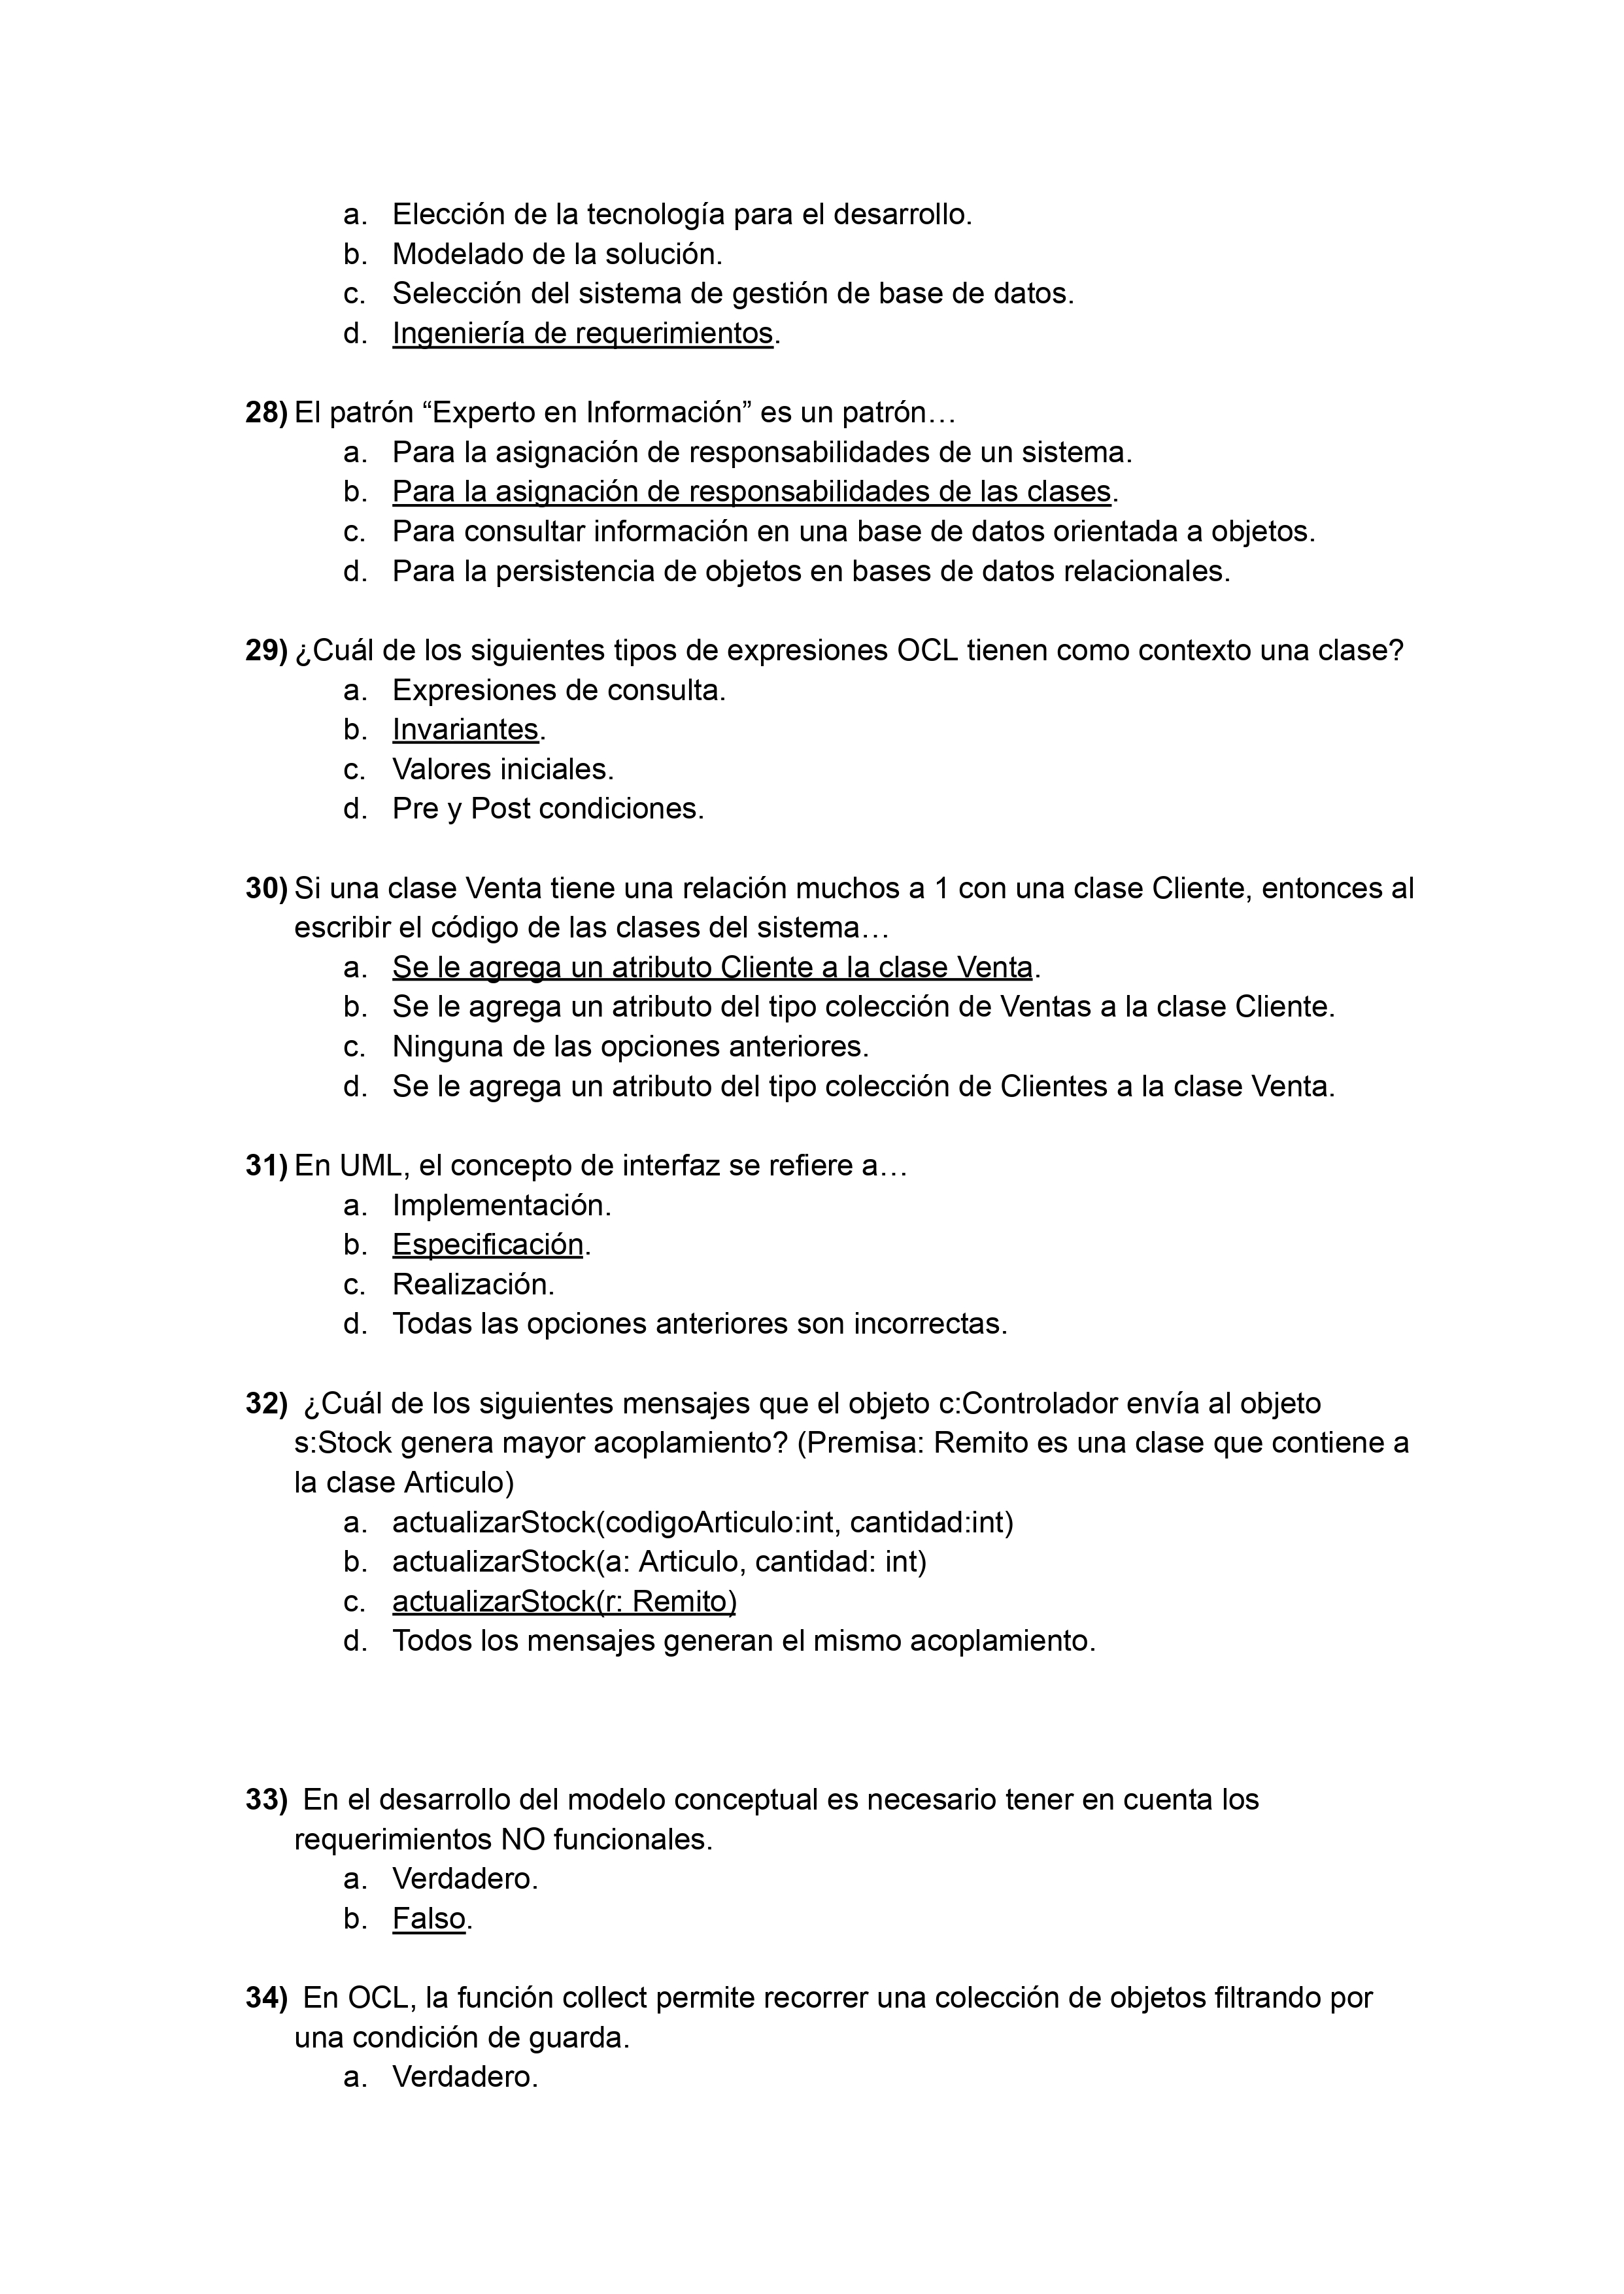 a. Elección de la tecnología para el desarrollo.
b. Modelado de la solución.
c. Selección del sistema de gestión de base de datos.
d. Ingeniería de requerimientos.
28) El patrón “Experto en Información” es un patrón…
a. Para la asignación de responsabilidades de un sistema.
b. Para la asignación de responsabilidades de las clases.
c. Para consultar información en una base de datos orientada a objetos.
d. Para la persistencia de objetos en bases de datos relacionales.
29) ¿Cuál de los siguientes tipos de expresiones OCL tienen como contexto una clase?
a. Expresiones de consulta.
b. Invariantes.
c. Valores iniciales.
d. Pre y Post condiciones.
30) Si una clase Venta tiene una relación muchos a 1 con una clase Cliente, entonces al
escribir el código de las clases del sistema…
a. Se le agrega un atributo Cliente a la clase Venta.
b. Se le agrega un atributo del tipo colección de Ventas a la clase Cliente.
c. Ninguna de las opciones anteriores.
d. Se le agrega un atributo del tipo colección de Clientes a la clase Venta.
31) En UML, el concepto de interfaz se refiere a…
a. Implementación.
b. Especificación.
c. Realización.
d. Todas las opciones anteriores son incorrectas.
32) ¿Cuál de los siguientes mensajes que el objeto c:Controlador envía al objeto
s:Stock genera mayor acoplamiento? (Premisa: Remito es una clase que contiene a
la clase Articulo)
a. actualizarStock(codigoArticulo:int, cantidad:int)
b. actualizarStock(a: Articulo, cantidad: int)
c. actualizarStock(r: Remito)
d. Todos los mensajes generan el mismo acoplamiento.
33) En el desarrollo del modelo conceptual es necesario tener en cuenta los
requerimientos NO funcionales.
a. Verdadero.
b. Falso.
34) En OCL, la función collect permite recorrer una colección de objetos filtrando por
una condición de guarda.
a. Verdadero.